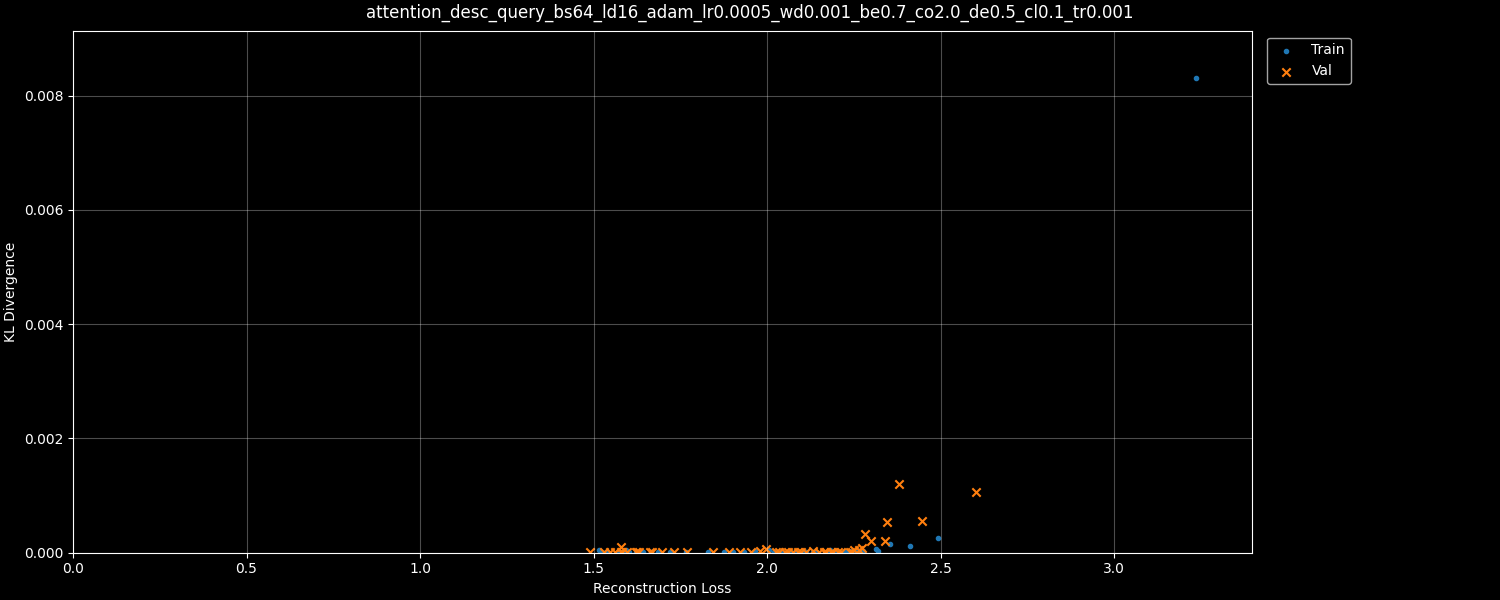 attention_desc_query_bs64_ld16_adam_lr0.0005_wd0.001_be0.7_co2.0_de0.5_cl0.1_tr0.001
Train
Val
0.008
0.006
0.004
0.002
0.000
KL Divergence
0.0 0.5 1.0 1.5 2.0 2.5 3.0
Reconstruction Loss